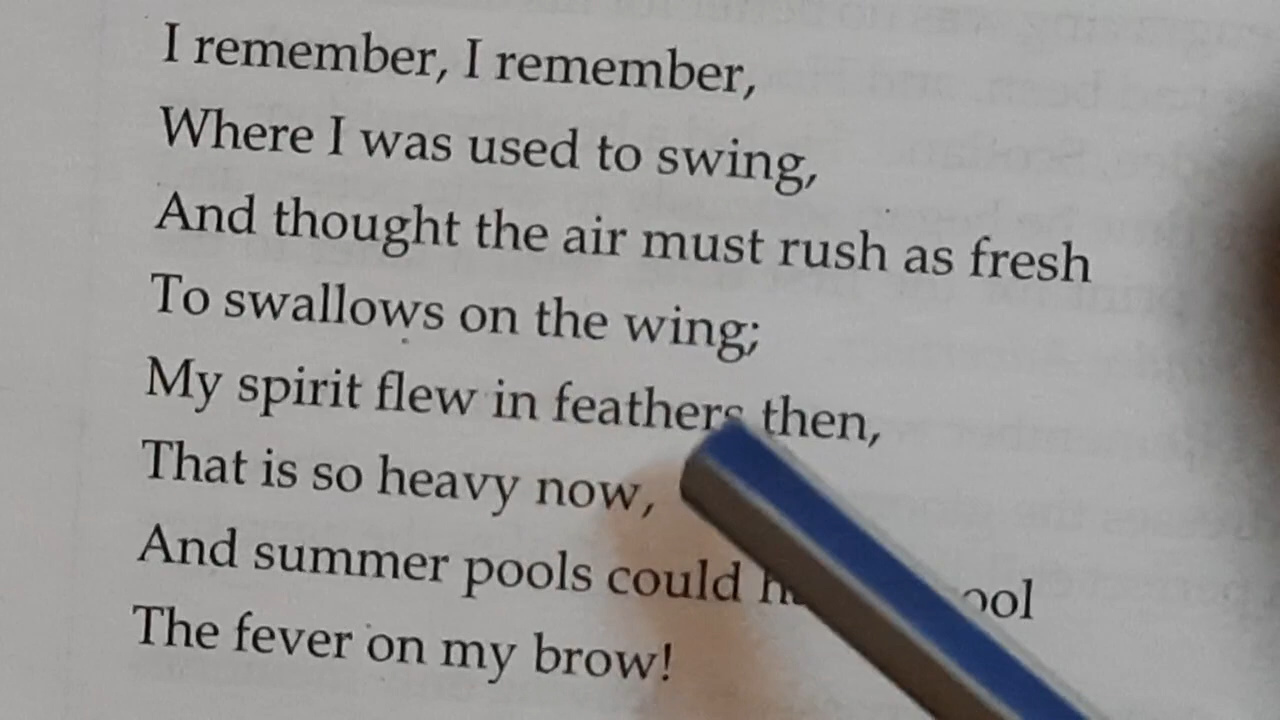 I remember, I remember,
Where I was used to swing,
And thought the air must rush as fresh
To swallows on the wing;
My spirit flew in feathers then,
That is so heavy now,
And summer pools could
The fever on my brow!